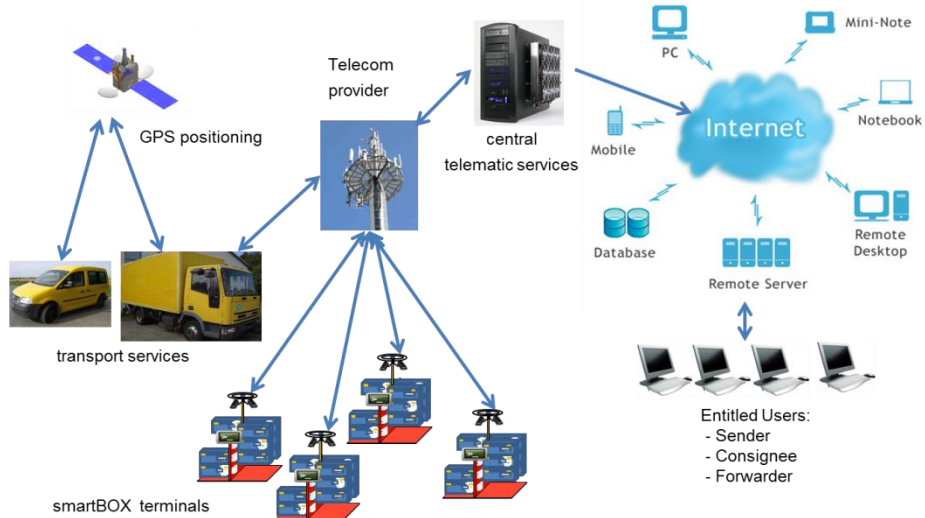 Telecom
provider
GPS positioning
central
telematic services
transport services
smartBOX terminals
PC
Mini-Note
Internet
Mobile
Notebook
Database
Remote
Desktop
Remote Server
Entitled Users:
- Sender
- Consignee
- Forwarder